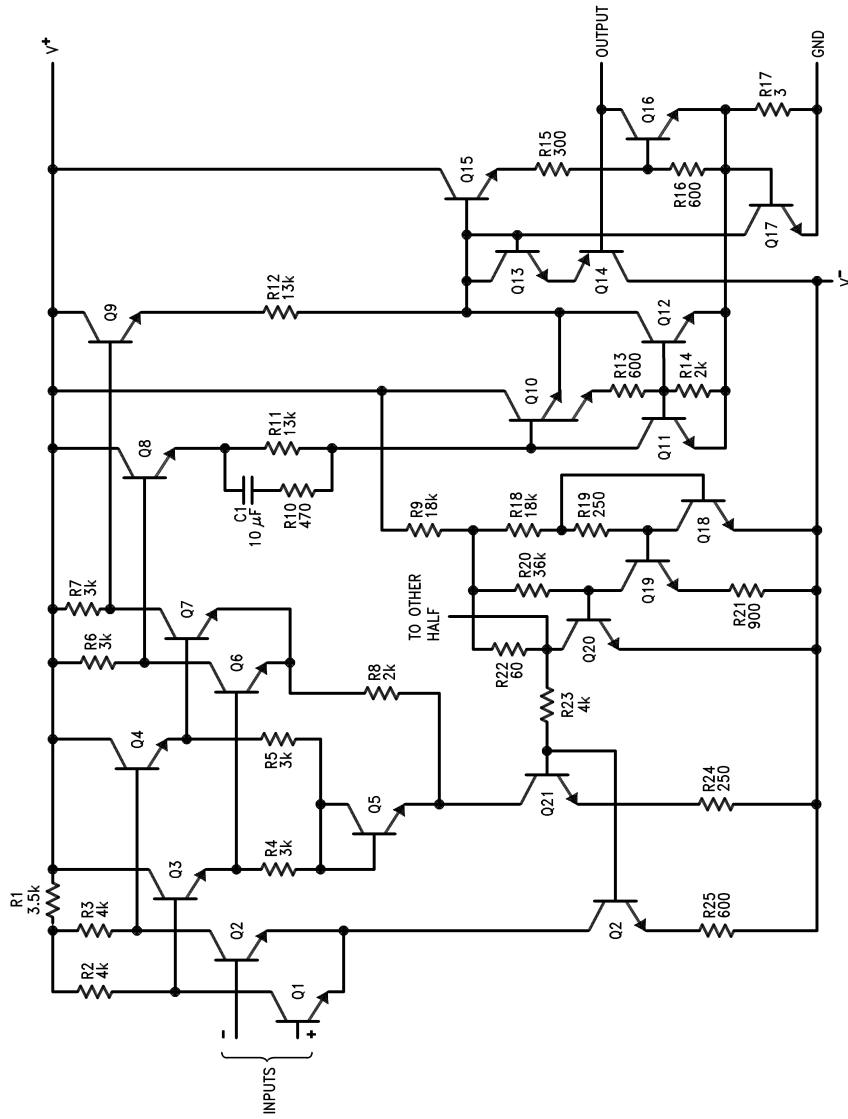 V+
R1
3.5k
R2
4k
R3
4k
Q4
R6
3k
R7
3k
Q8
Q9
Q3
Q2
Q1
-
+
INPUTS
R4
3k
R5
3k
Q5
Q6
Q7
R8
2k
C1
10 μF
R10
470
R11
13k
R12
13k
R9
18k
R18
18k
R19
250
R20
36k
TO OTHER
HALF
R22
60
R23
4k
Q20
Q19
Q18
R21
900
Q21
Q2
R24
250
R25
600
Q10
R13
600
Q11
R14
2k
Q12
Q13
Q14
Q15
R15
300
Q16
R16
600
Q17
R17
3
OUTPUT
GND
V-